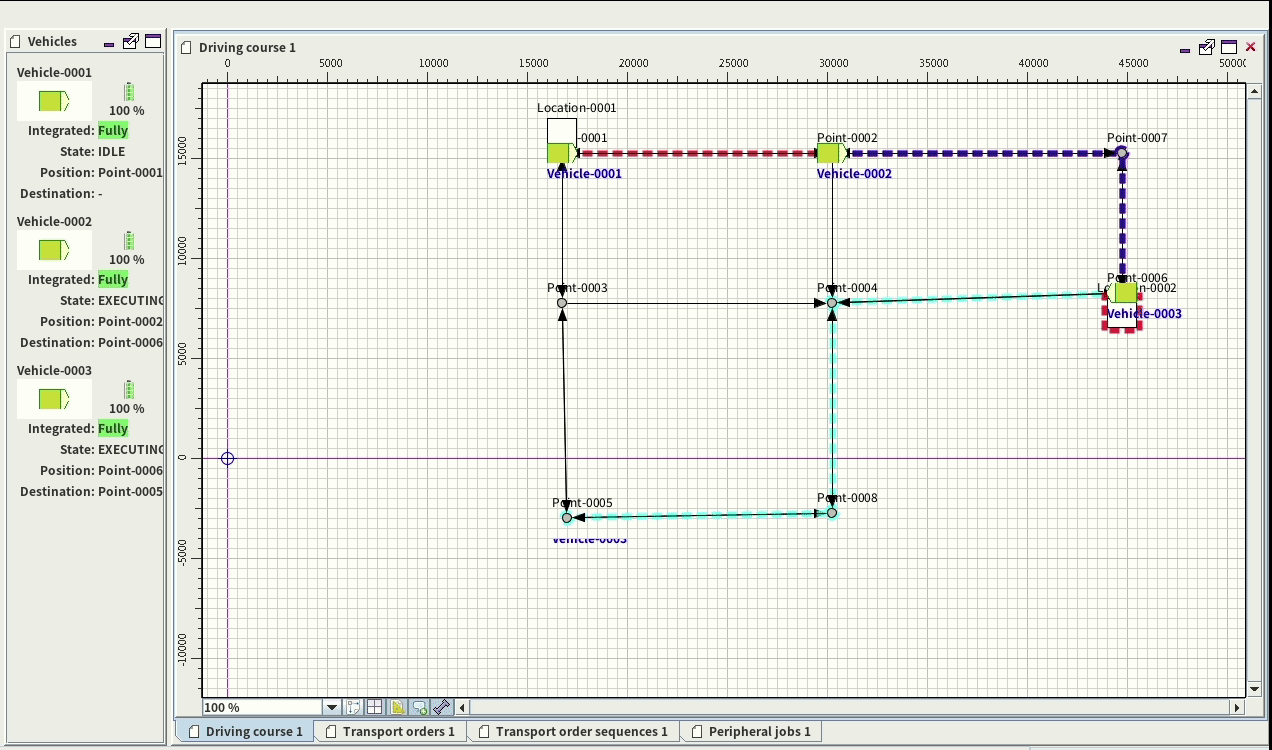 Vehicles
Vehicle-0001
100 %
Integrated: Fully
State: IDLE
Position: Point-0001
Destination: -
Vehicle-0002
100 %
Integrated: Fully
State: EXECUTING
Position: Point-0002
Destination: Point-0006
Vehicle-0003
100 %
Integrated: Fully
State: EXECUTING
Position: Point-0006
Destination: Point-0005
Driving course 1
0 5000 10000 15000 20000 25000 30000 35000 40000 45000 50000
15000
10000
5000
0
-5000
-10000
Location-0001
-0001
Vehicle-0001
Point-0002
Vehicle-0002
Point-0007
Point-0003
Point-0004
Point-0006
Vehicle-0003
Point-0005
Point-0008
Vehicle-0003
100 %
Driving course 1
Transport orders 1
Transport order sequences 1
Peripheral jobs 1